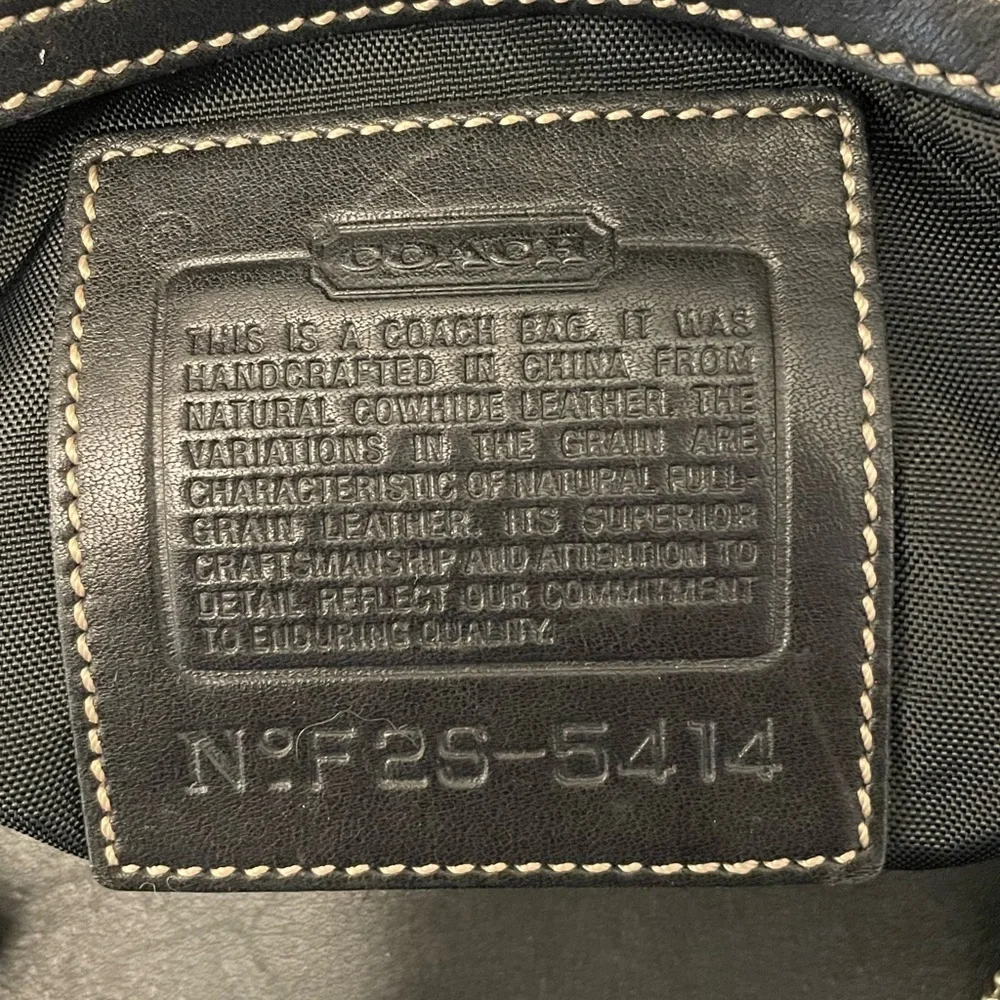 COACH
THIS IS A COACH BAG. IT WAS
HANDCRAFTED IN CHINA FROM
NATURAL COWHIDE LEATHER. THE
VARIATIONS IN THE GRAIN ARE
CHARACTERISTIC OF NATURAL FULL-
GRAIN LEATHER. ITS SUPERIOR
CRAFTSMANSHIP AND ATTENTION TO
DETAIL REFLECT OUR COMMITMENT
TO ENDURING QUALITY.
Nº F2S-5414